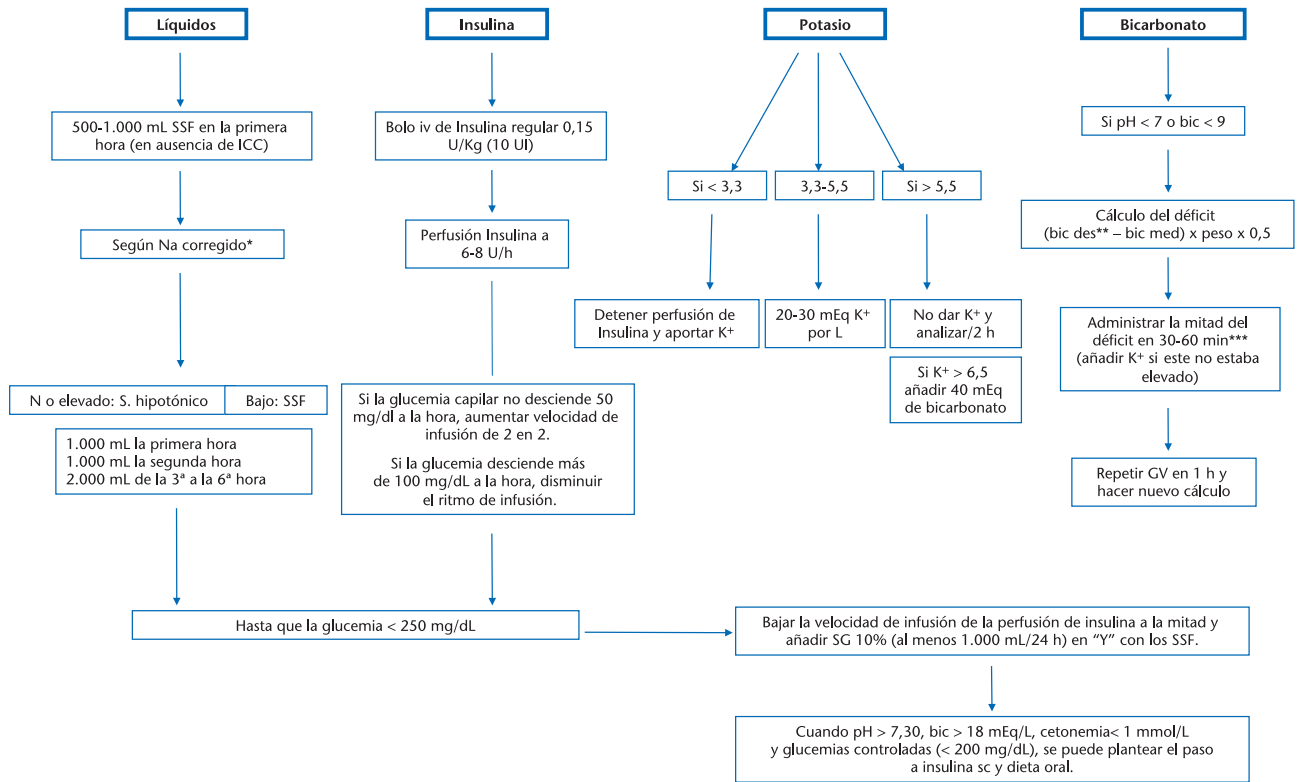 Líquidos
500-1.000 mL SSF en la primera
hora (en ausencia de ICC)
Según Na corregido*
N o elevado: S. hipotónico
Bajo: SSF
1.000 mL la primera hora
1.000 mL la segunda hora
2.000 mL de la 3ª a la 6ª hora
Insulina
Bolo iv de Insulina regular 0,15
U/Kg (10 UI)
Perfusión Insulina a
6-8 U/h
Si la glucemia capilar no desciende 50
mg/dl a la hora, aumentar velocidad de
infusión de 2 en 2.
Si la glucemia desciende más
de 100 mg/dL a la hora, disminuir
el ritmo de infusión.
Potasio
Si < 3,3
3,3-5,5
Si > 5,5
Detener perfusión de
Insulina y aportar K+
20-30 mEq K+
por L
No dar K+ y
analizar/2 h
Si K+ > 6,5
añadir 40 mEq
de bicarbonato
Bicarbonato
Si pH < 7 o bic < 9
Cálculo del déficit
(bic des** – bic med) x peso x 0,5
Administrar la mitad del
déficit en 30-60 min***
(añadir K+ si este no estaba
elevado)
Repetir GV en 1 h y
hacer nuevo cálculo
Hasta que la glucemia < 250 mg/dL
Bajar la velocidad de infusión de la perfusión de insulina a la mitad y
añadir SG 10% (al menos 1.000 mL/24 h) en “Y” con los SSF.
Cuando pH > 7,30, bic > 18 mEq/L, cetonemia< 1 mmol/L
y glucemias controladas (< 200 mg/dL), se puede plantear el paso
a insulina sc y dieta oral.